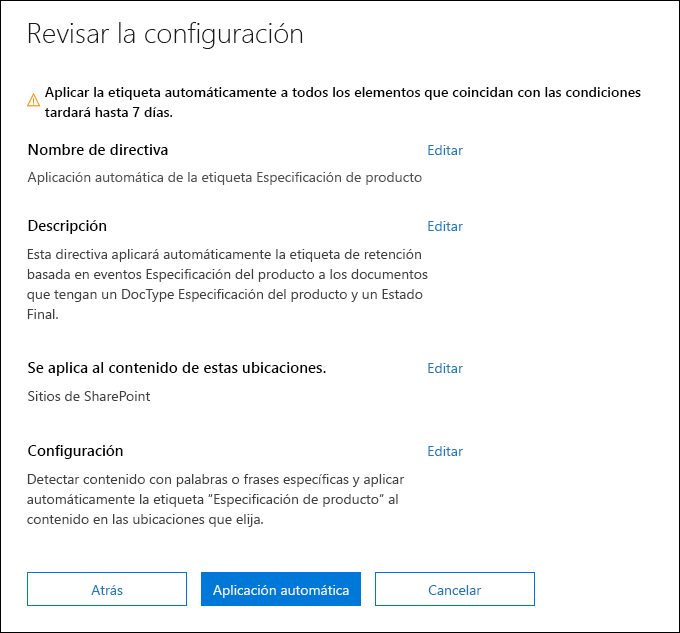 Revisar la configuración
Aplicar la etiqueta automáticamente a todos los elementos que coincidan con las condiciones
tardará hasta 7 días.
Nombre de directiva
Editar
Aplicación automática de la etiqueta Especificación de producto
Descripción
Editar
Esta directiva aplicará automáticamente la etiqueta de retención
basada en eventos Especificación del producto a los documentos
que tengan un DocType Especificación del producto y un Estado
Final.
Se aplica al contenido de estas ubicaciones.
Editar
Sitios de SharePoint
Configuración
Editar
Detectar contenido con palabras o frases específicas y aplicar
automáticamente la etiqueta "Especificación de producto" al
contenido en las ubicaciones que elija.
Atrás
Aplicación automática
Cancelar